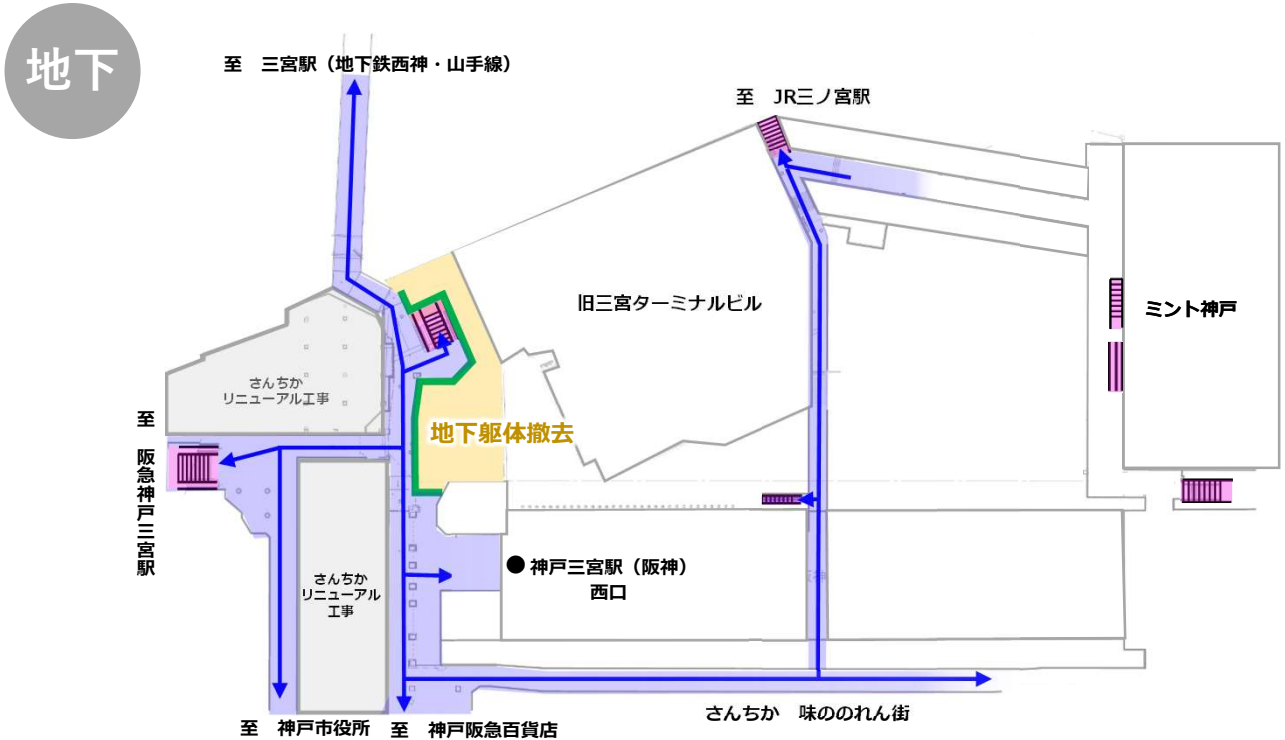 地下
至 三宮駅（地下鉄西神・山手線）
至 JR三ノ宮駅
旧三宮ターミナルビル
ミント神戸
さんちか
リニューアル工事
地下躯体撤去
至 阪急神戸三宮駅
神戸三宮駅（阪神）
西口
さんちか
リニューアル
工事
さんちか 味ののれん街
至 神戸市役所
至 神戸阪急百貨店